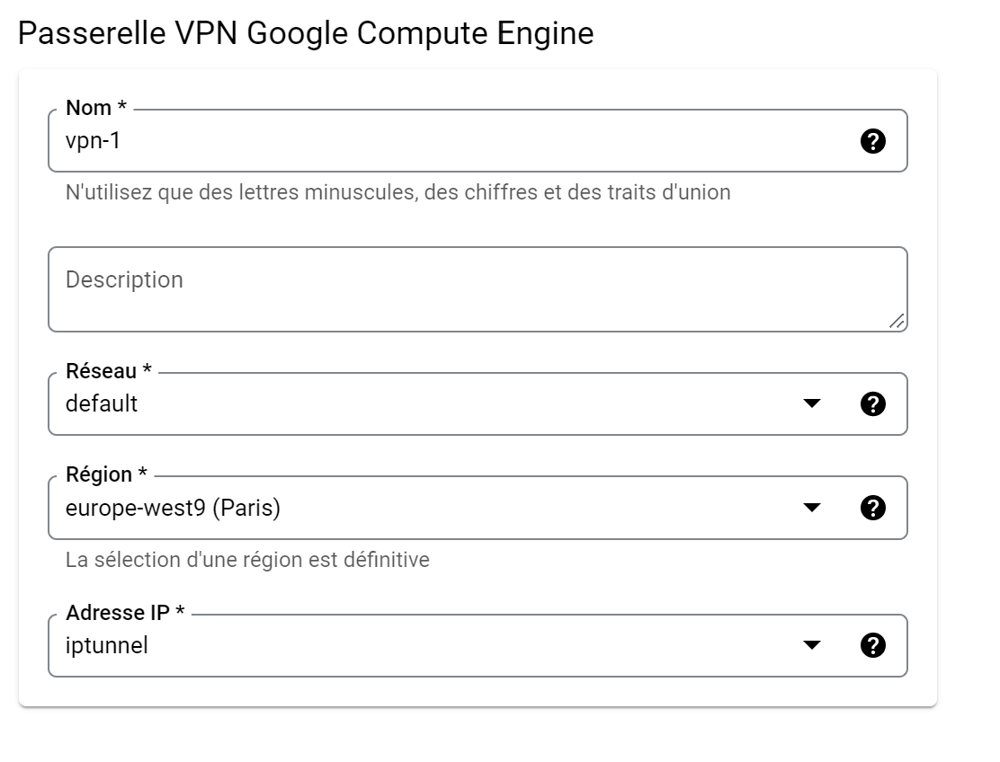 Passerelle VPN Google Compute Engine
Nom *
vpn-1
N'utilisez que des lettres minuscules, des chiffres et des traits d'union
Description
Réseau *
default
Région *
europe-west9 (Paris)
La sélection d'une région est définitive
Adresse IP *
iptunnel